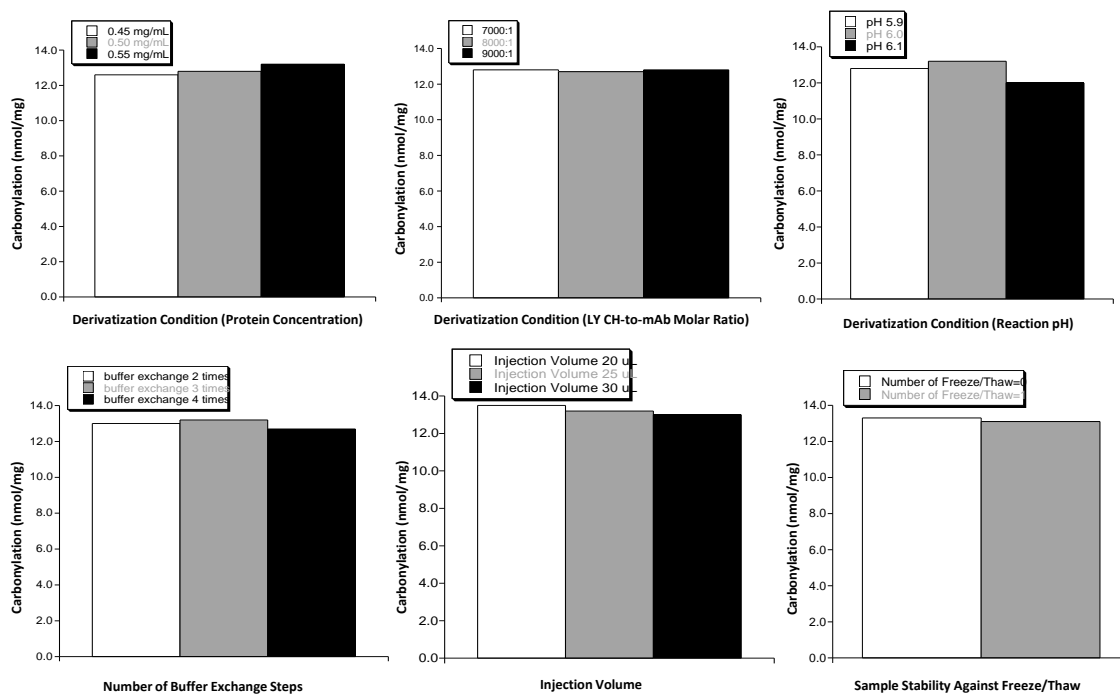 0.45 mg/mL
0.50 mg/mL
0.55 mg/mL
14.0
12.0
10.0
8.0
6.0
4.0
2.0
0.0
Carbonylation (nmol/mg)
Derivatization Condition (Protein Concentration)
7000:1
8000:1
9000:1
14.0
12.0
10.0
8.0
6.0
4.0
2.0
0.0
Carbonylation (nmol/mg)
Derivatization Condition (LY CH-to-mAb Molar Ratio)
pH 5.9
pH 6.0
pH 6.1
14.0
12.0
10.0
8.0
6.0
4.0
2.0
0.0
Carbonylation (nmol/mg)
Derivatization Condition (Reaction pH)
buffer exchange 2 times
buffer exchange 3 times
buffer exchange 4 times
14.0
12.0
10.0
8.0
6.0
4.0
2.0
0.0
Carbonylation (nmol/mg)
Number of Buffer Exchange Steps
Injection Volume 20 uL
Injection Volume 25 uL
Injection Volume 30 uL
14.0
12.0
10.0
8.0
6.0
4.0
2.0
0.0
Carbonylation (nmol/mg)
Injection Volume
Number of Freeze/Thaw=0
Number of Freeze/Thaw=1
14.0
12.0
10.0
8.0
6.0
4.0
2.0
0.0
Carbonylation (nmol/mg)
Sample Stability Against Freeze/Thaw